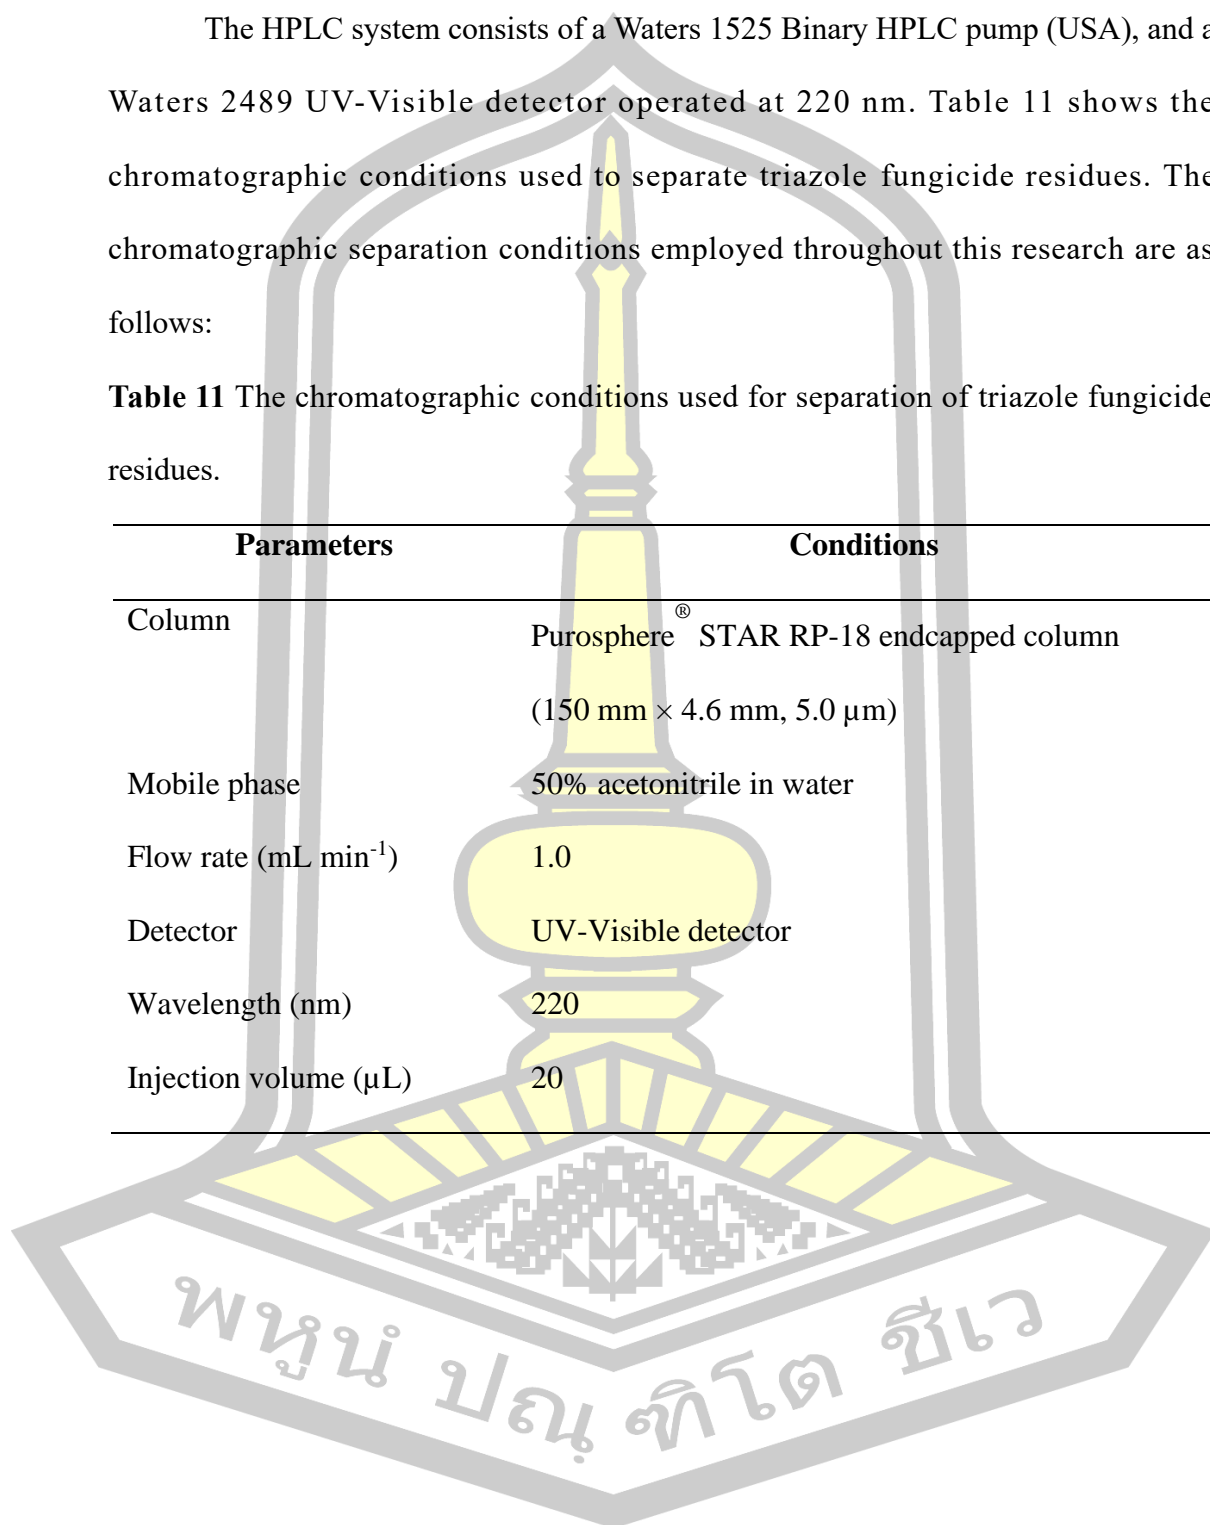 The HPLC system consists of a Waters 1525 Binary HPLC pump (USA), and a
Waters 2489 UV-Visible detector operated at 220 nm. Table 11 shows the
chromatographic conditions used to separate triazole fungicide residues. The
chromatographic separation conditions employed throughout this research are as
follows:
Table 11 The chromatographic conditions used for separation of triazole fungicide
residues.
Parameters Conditions
Column Purosphere® STAR RP-18 endcapped column
(150 mm × 4.6 mm, 5.0 µm)
Mobile phase 50% acetonitrile in water
Flow rate (mL min-1) 1.0
Detector UV-Visible detector
Wavelength (nm) 220
Injection volume (µL) 20
พหูนํ ปณฺฑิโต ชีเว